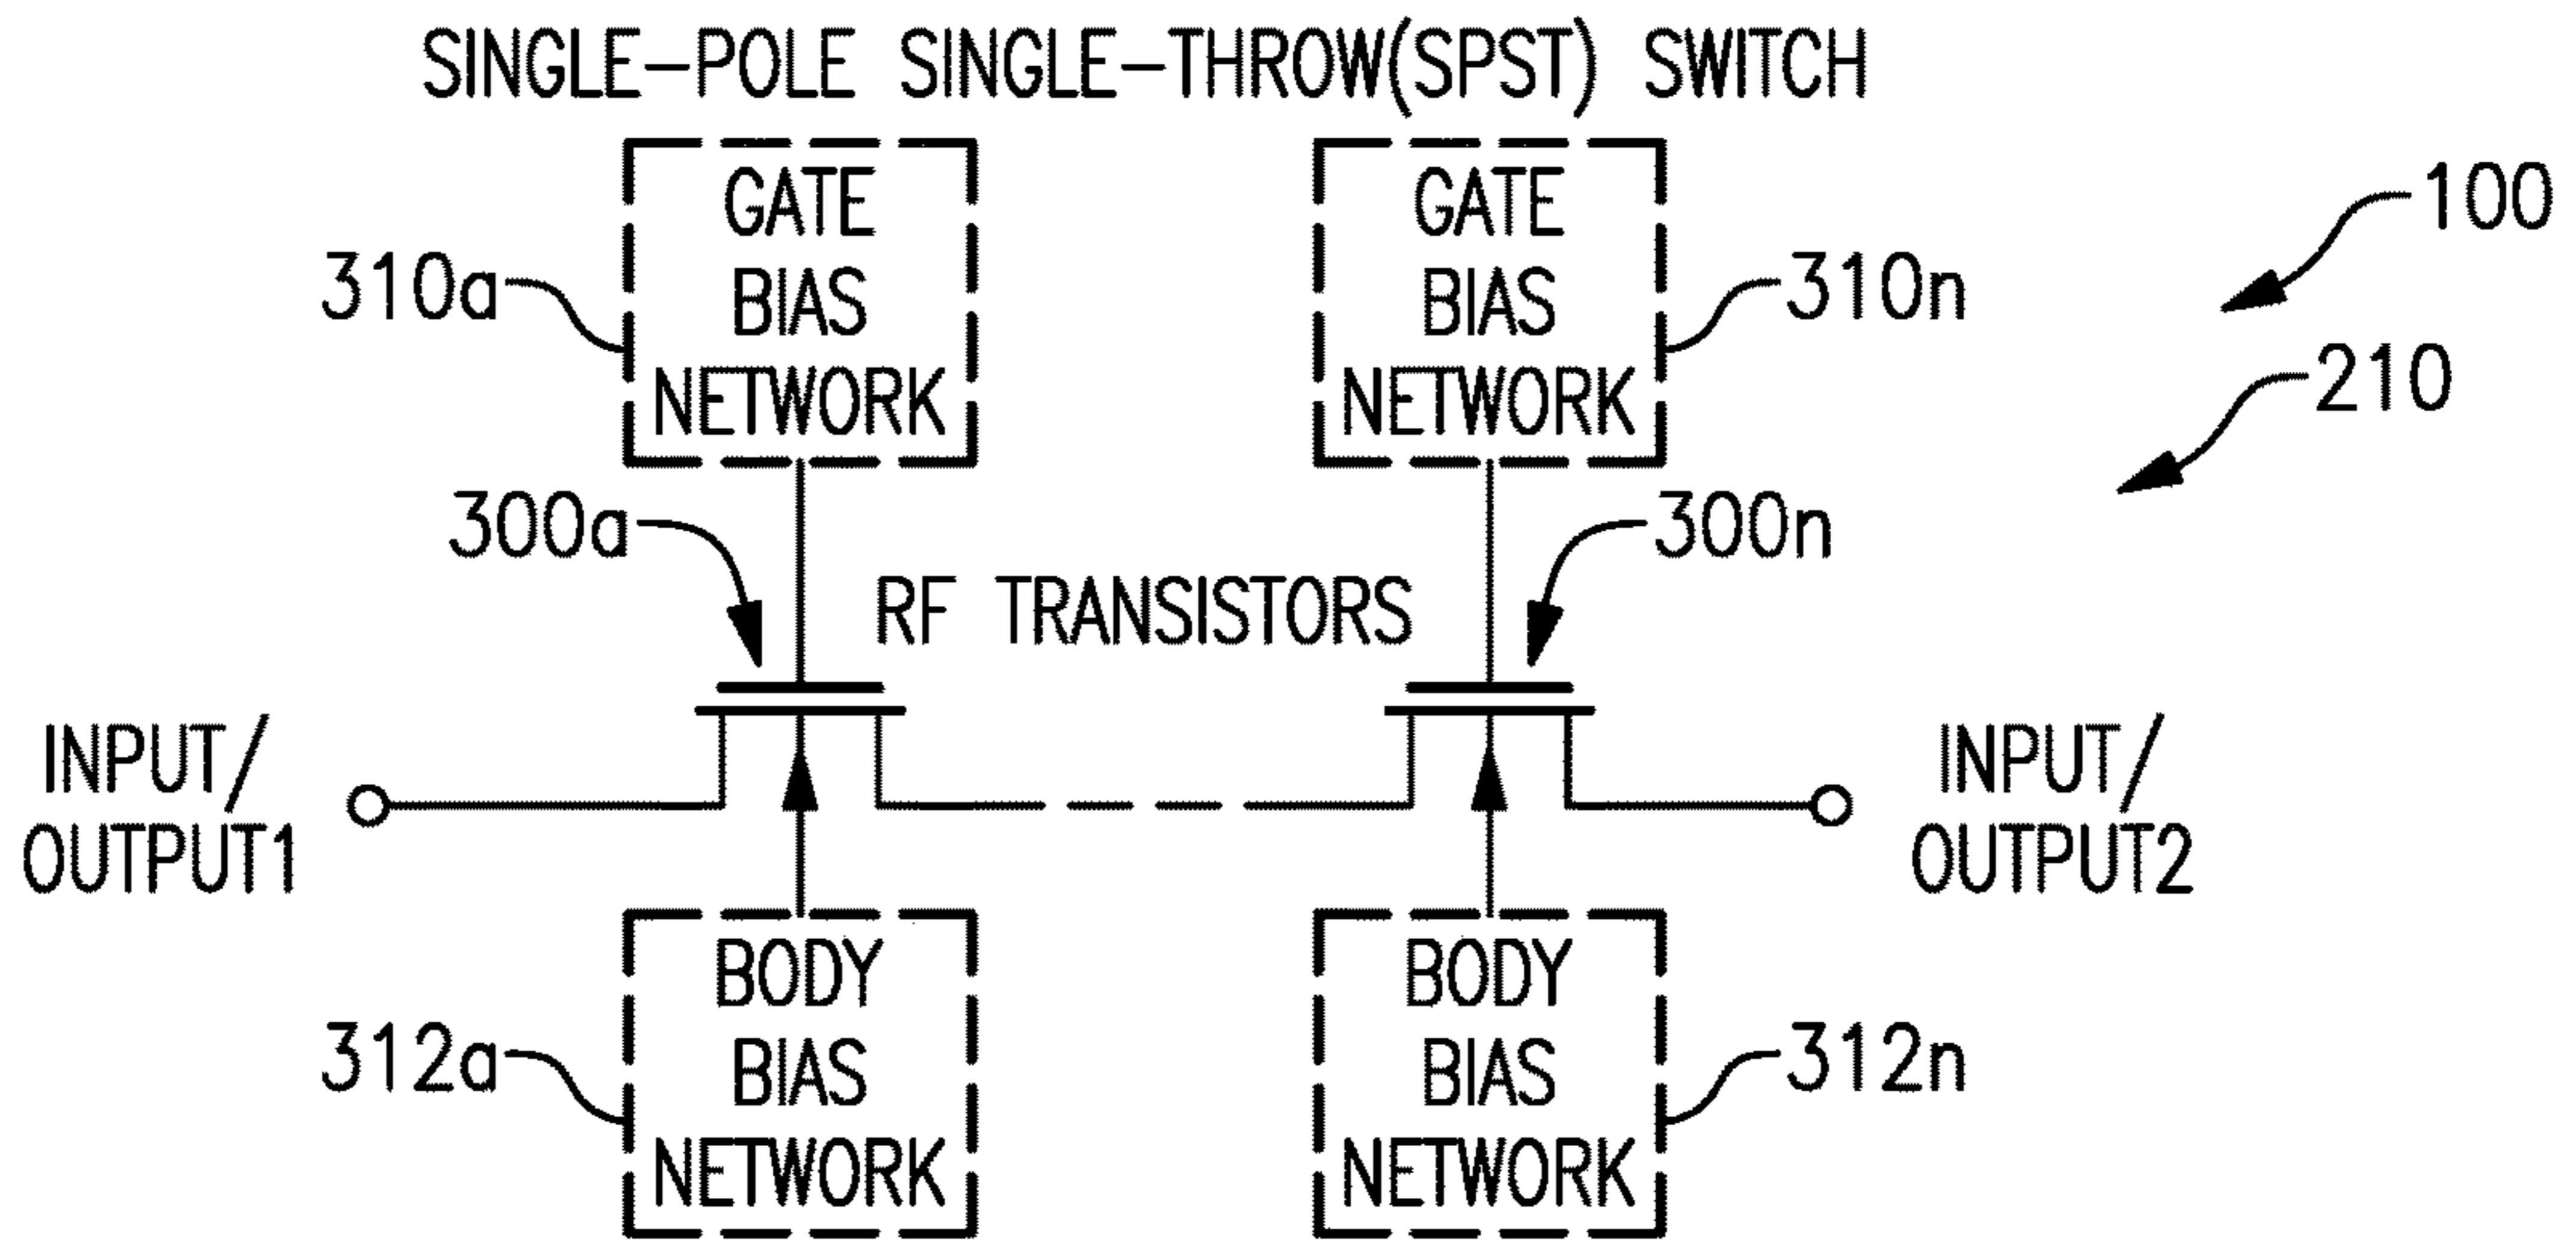 SINGLE-POLE SINGLE-THROW(SPST) SWITCH
GATE
BIAS
NETWORK
310a
GATE
BIAS
NETWORK
310n
100
210
300a
RF TRANSISTORS
300n
INPUT/
OUTPUT1
INPUT/
OUTPUT2
BODY
BIAS
NETWORK
312a
BODY
BIAS
NETWORK
312n